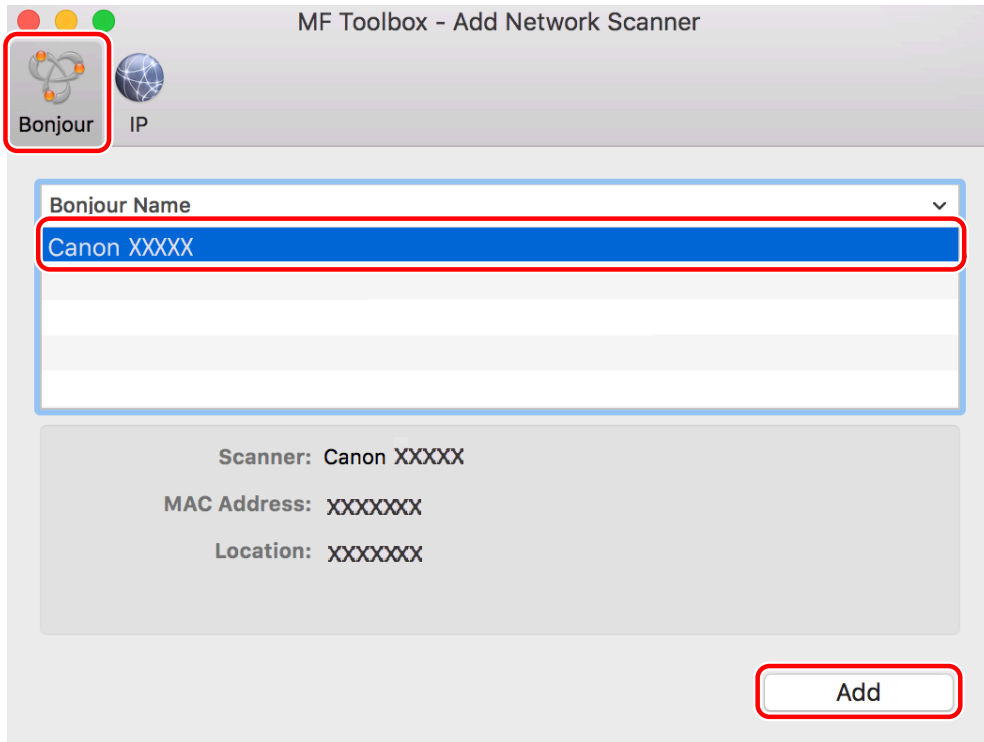 MF Toolbox - Add Network Scanner
Bonjour IP
Bonjour Name
Canon XXXXX
Scanner: Canon XXXXX
MAC Address: XXXXXXX
Location: XXXXXXX
Add